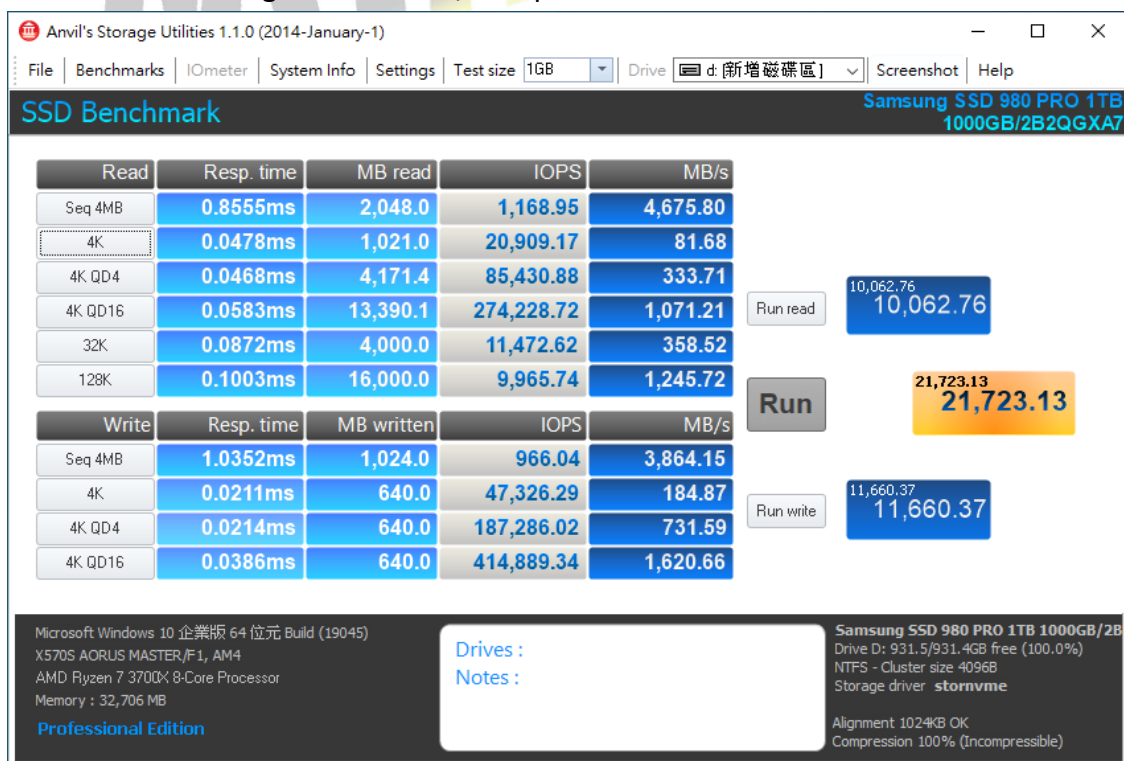 Anvil's Storage Utilities 1.1.0 (2014-January-1)
File Benchmarks IOmeter System Info Settings Test size 1GB Drive d: [新增磁碟區] Screenshot Help
SSD Benchmark
Samsung SSD 980 PRO 1TB
1000GB/2B2QGXA7
Read Resp. time MB read IOPS MB/s
Seq 4MB 0.8555ms 2,048.0 1,168.95 4,675.80
4K 0.0478ms 1,021.0 20,909.17 81.68
4K QD4 0.0468ms 4,171.4 85,430.88 333.71
4K QD16 0.0583ms 13,390.1 274,228.72 1,071.21
32K 0.0872ms 4,000.0 11,472.62 358.52
128K 0.1003ms 16,000.0 9,965.74 1,245.72
Run read
10,062.76
10,062.76
Run
21,723.13
21,723.13
Write Resp. time MB written IOPS MB/s
Seq 4MB 1.0352ms 1,024.0 966.04 3,864.15
4K 0.0211ms 640.0 47,326.29 184.87
4K QD4 0.0214ms 640.0 187,286.02 731.59
4K QD16 0.0386ms 640.0 414,889.34 1,620.66
Run write
11,660.37
11,660.37
Microsoft Windows 10 企業版 64 位元 Build (19045)
X570S AORUS MASTER/F1, AM4
AMD Ryzen 7 3700X 8-Core Processor
Memory : 32,706 MB
Professional Edition
Drives :
Notes :
Samsung SSD 980 PRO 1TB 1000GB/2B
Drive D: 931.5/931.4GB free (100.0%)
NTFS - Cluster size 4096B
Storage driver stornvme
Alignment 1024KB OK
Compression 100% (Incompressible)